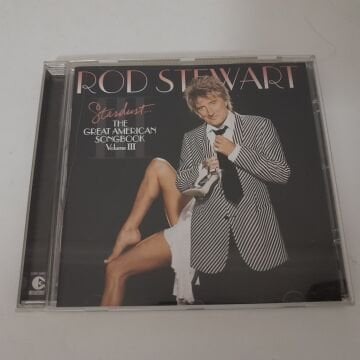 ROD STEWART
Stardust...
THE
GREAT AMERICAN
SONGBOOK
Volume III